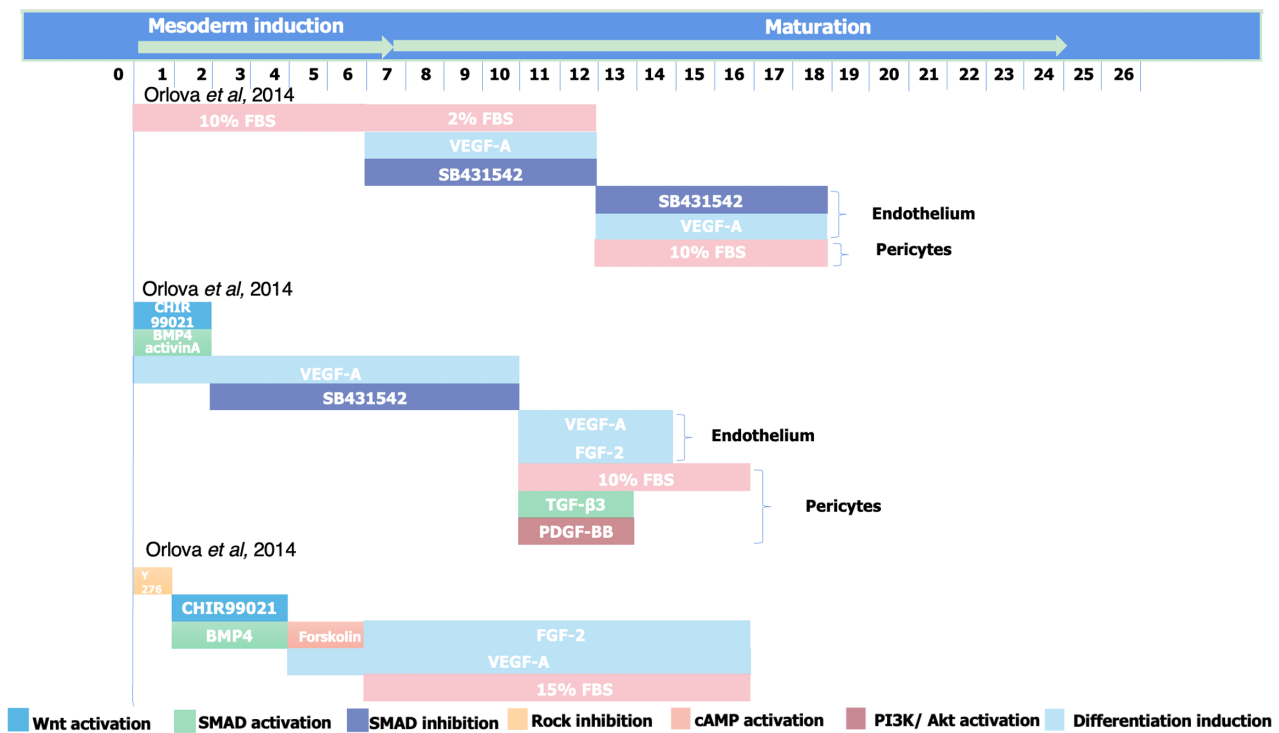 Mesoderm induction
Maturation
0 1 2 3 4 5 6 7 8 9 10 11 12 13 14 15 16 17 18 19 20 21 22 23 24 25 26
Orlova et al, 2014
10% FBS 2% FBS
VEGF-A
SB431542
SB431542
VEGF-A
Endothelium
10% FBS
Pericytes
Orlova et al, 2014
CHIR
99021
BMP4
activinA
VEGF-A
SB431542
VEGF-A
FGF-2
Endothelium
10% FBS
TGF-β3
PDGF-BB
Pericytes
Orlova et al, 2014
Y
276
CHIR99021
BMP4 Forskolin FGF-2
VEGF-A
15% FBS
Wnt activation SMAD activation SMAD inhibition Rock inhibition cAMP activation PI3K/ Akt activation Differentiation induction